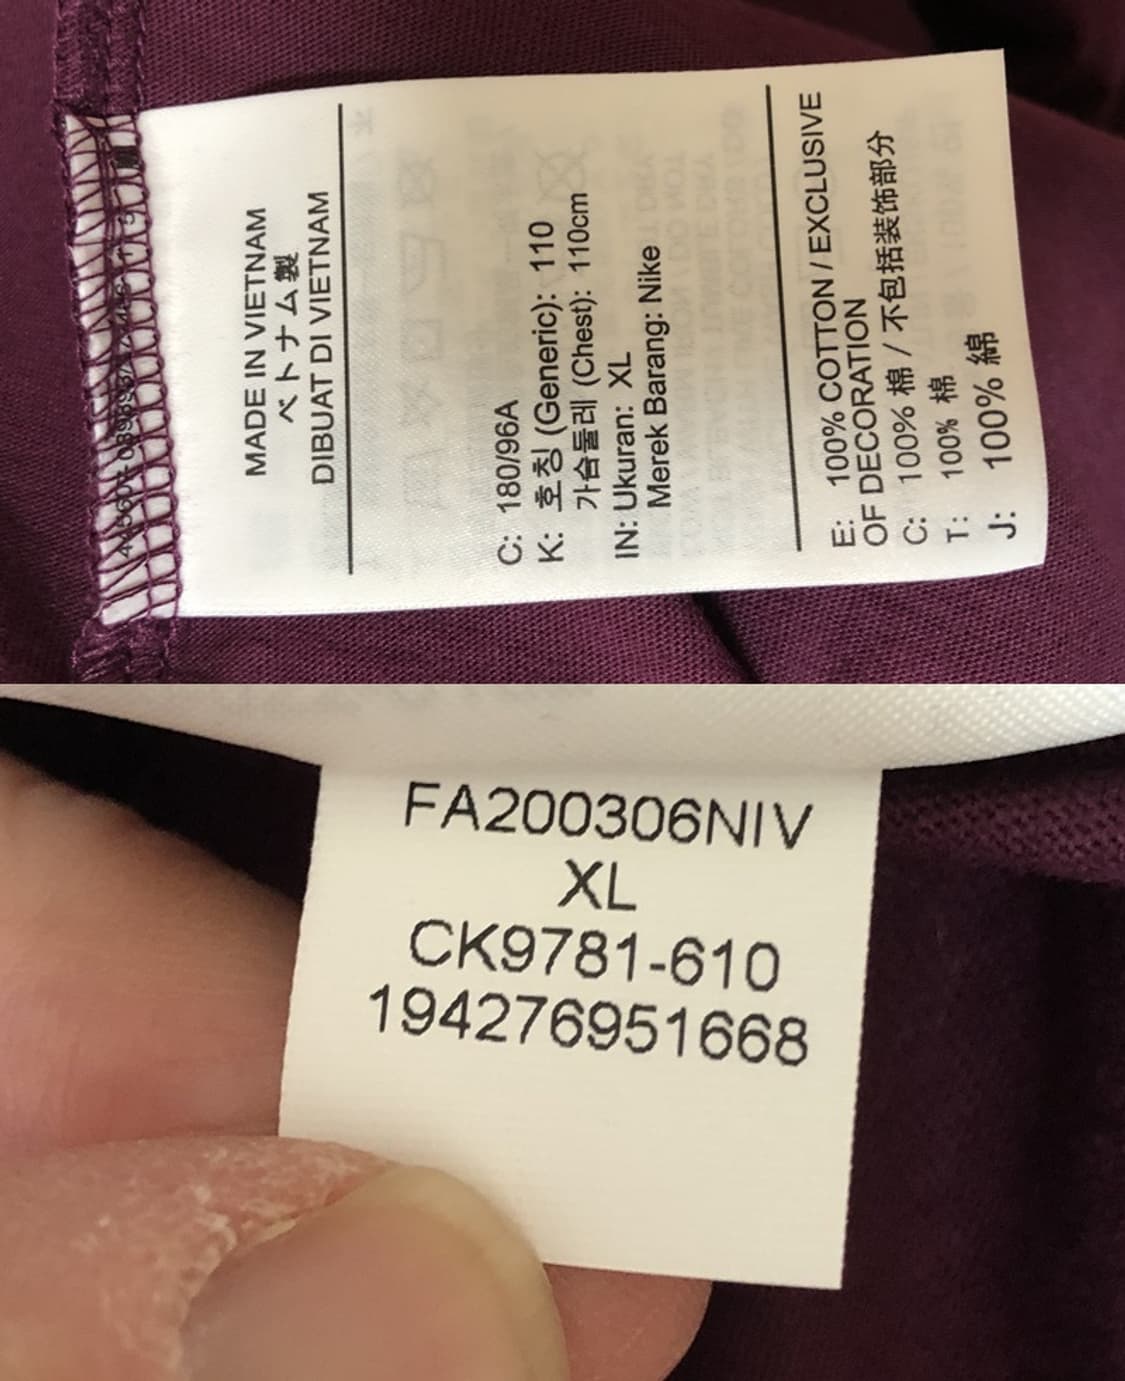 MADE IN VIETNAM
ベトナム製
DIBUAT DI VIETNAM
C: 180/96A
K: 호칭 (Generic): 110
가슴둘레 (Chest): 110cm
IN: Ukuran: XL
Merek Barang: Nike
E: 100% COTTON / EXCLUSIVE
OF DECORATION
C: 100% 棉 / 不包括装饰部分
T: 100% 棉
J: 100% 綿
FA200306NIV
XL
CK9781-610
194276951668